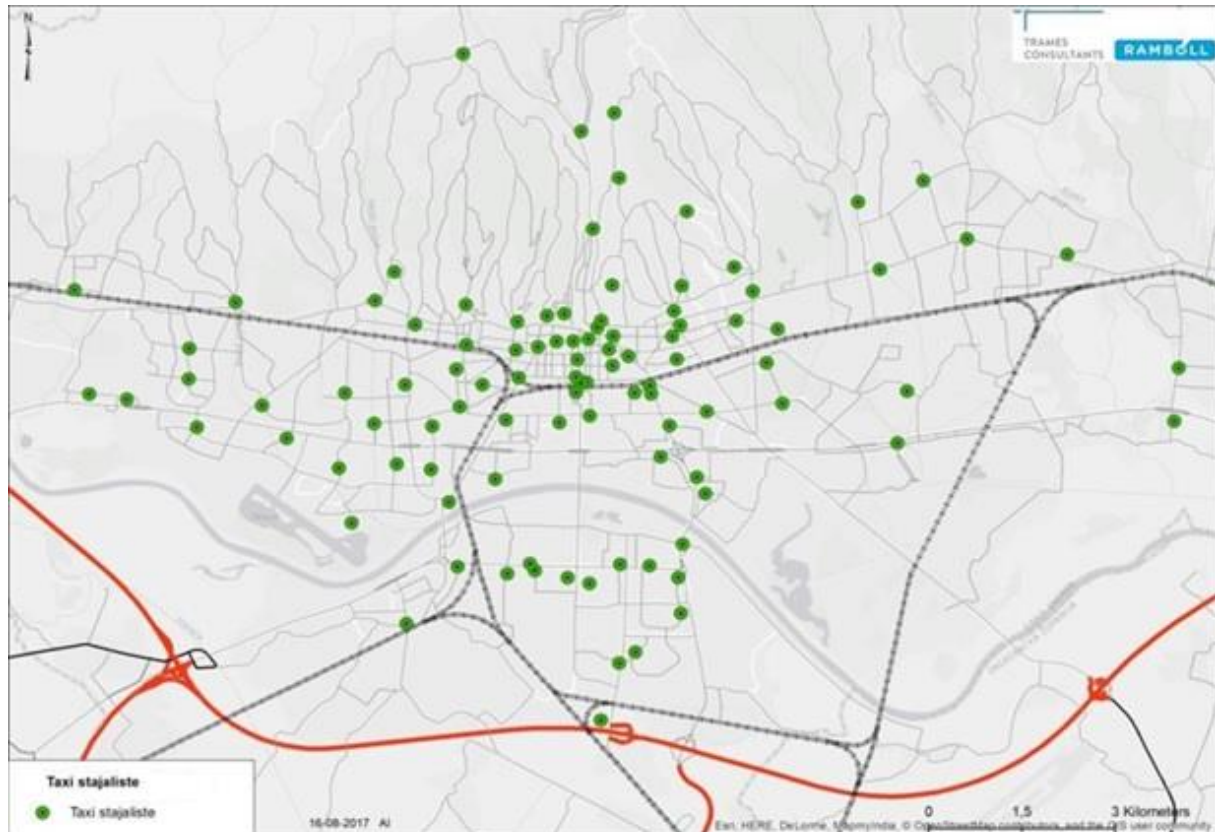 N
TRAMES
CONSULTANTS
RAMBOLL
Taxi stajaliste
Taxi stajaliste
16-08-2017 AI
0 1,5 3 Kilometers
Esri, HERE, DeLorme, MapmyIndia, © OpenStreetMap contributors, and the GIS user community